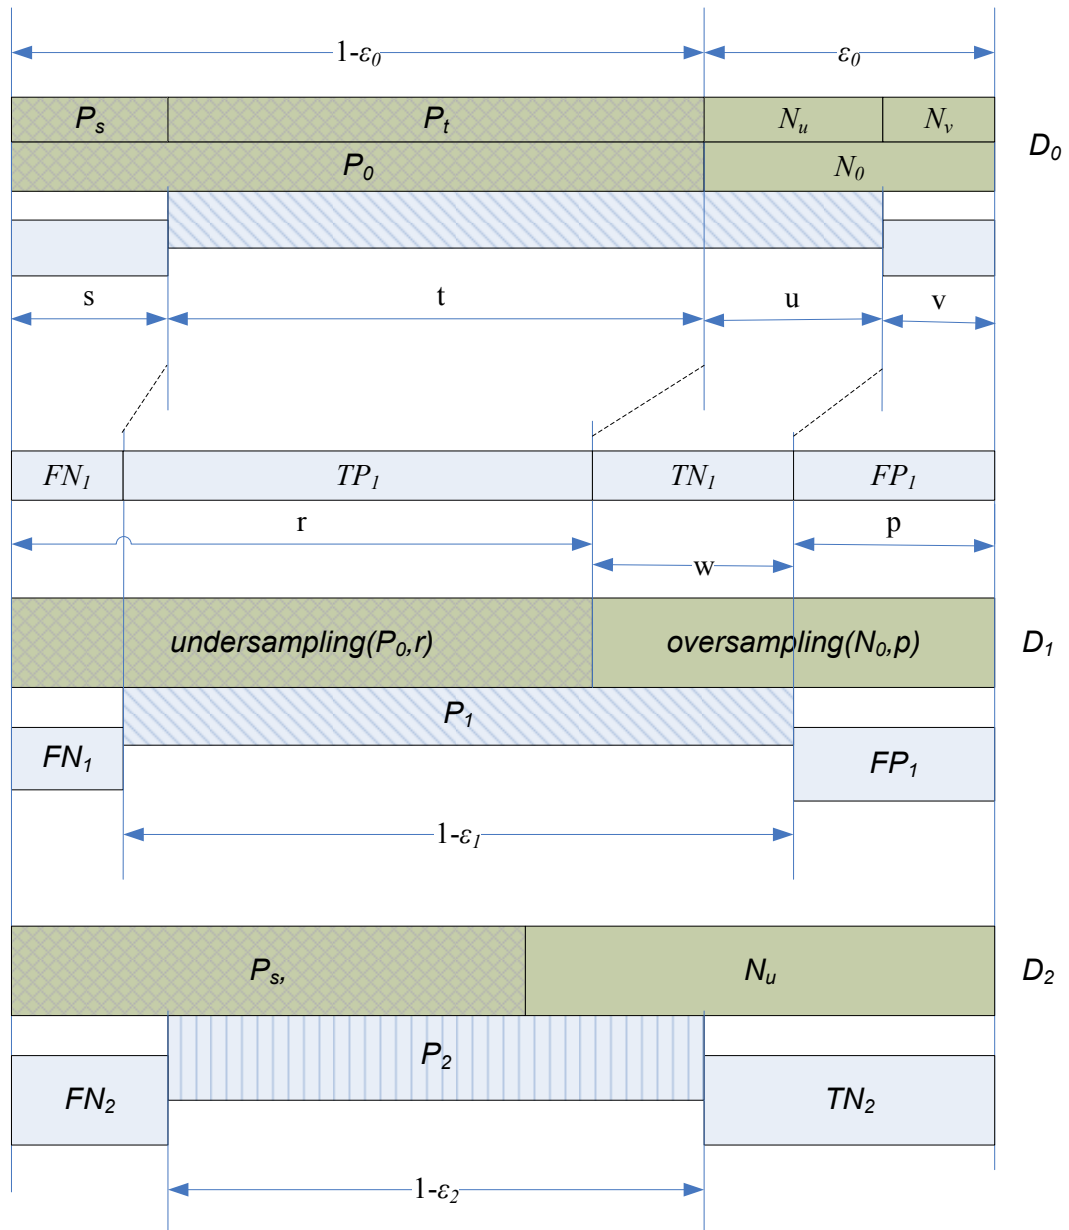 1-ε₀ ε₀
Pₛ Pₜ Nᵤ Nᵥ
D₀
P₀ N₀
s t u v
FN₁ TP₁ TN₁ FP₁
r p
w
undersampling(P₀,r) oversampling(N₀,p) D₁
P₁
FN₁ FP₁
1-ε₁
Pₛ, Nᵤ D₂
P₂
FN₂ TN₂
1-ε₂